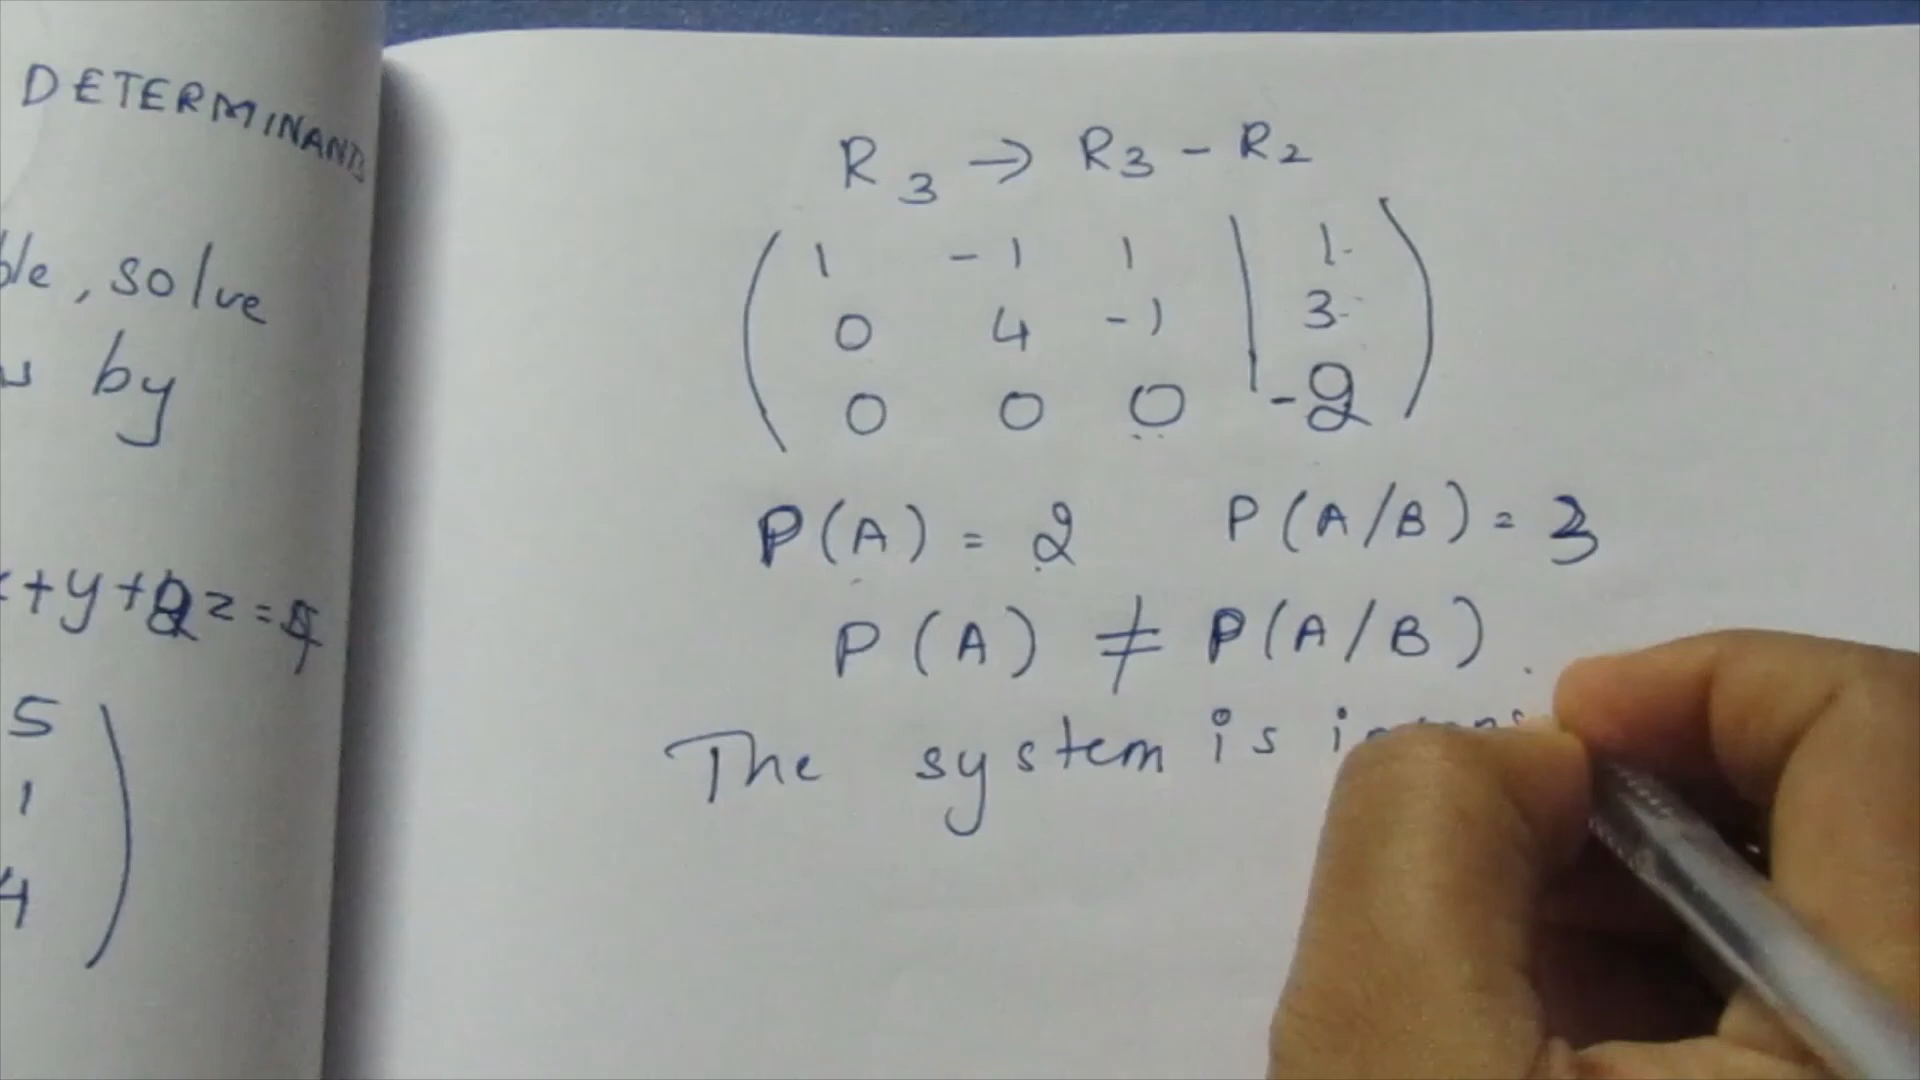 DETERMINANTS
, solve
by
+y+2z=4
5
1
4
R3 → R3 - R2
1 -1 1 | 1
0 4 -1 | 3
0 0 0 | -2
P(A) = 2 P(A/B) = 3
P(A) ≠ P(A/B).
The system is